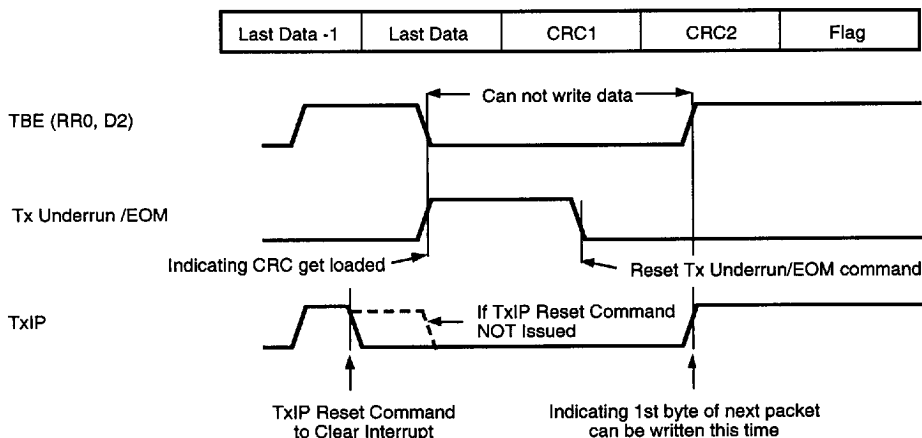 Last Data -1 Last Data CRC1 CRC2 Flag
Can not write data
TBE (RR0, D2)
Tx Underrun /EOM
Indicating CRC get loaded
Reset Tx Underrun/EOM command
TxIP
If TxIP Reset Command
NOT Issued
TxIP Reset Command
to Clear Interrupt
Indicating 1st byte of next packet
can be written this time